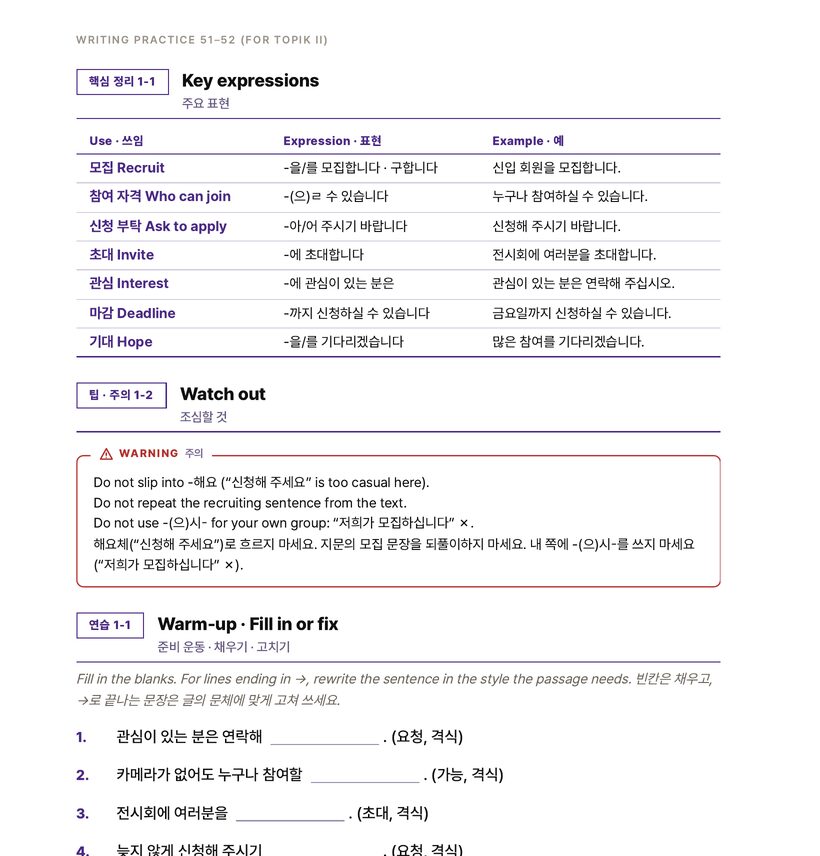 WRITING PRACTICE 51–52 (FOR TOPIK II)
핵심 정리 1-1 Key expressions
주요 표현
Use · 쓰임 Expression · 표현 Example · 예
모집 Recruit -을/를 모집합니다 · 구합니다 신입 회원을 모집합니다.
참여 자격 Who can join -(으)ㄹ 수 있습니다 누구나 참여하실 수 있습니다.
신청 부탁 Ask to apply -아/어 주시기 바랍니다 신청해 주시기 바랍니다.
초대 Invite -에 초대합니다 전시회에 여러분을 초대합니다.
관심 Interest -에 관심이 있는 분은 관심이 있는 분은 연락해 주십시오.
마감 Deadline -까지 신청하실 수 있습니다 금요일까지 신청하실 수 있습니다.
기대 Hope -을/를 기다리겠습니다 많은 참여를 기다리겠습니다.
팁 · 주의 1-2 Watch out
조심할 것
WARNING 주의
Do not slip into -해요 (“신청해 주세요” is too casual here).
Do not repeat the recruiting sentence from the text.
Do not use -(으)시- for your own group: “저희가 모집하십니다” ×.
해요체(“신청해 주세요”)로 흐르지 마세요. 지문의 모집 문장을 되풀이하지 마세요. 내 쪽에 -(으)시-를 쓰지 마세요
(“저희가 모집하십니다” ×).
연습 1-1 Warm-up · Fill in or fix
준비 운동 · 채우기 · 고치기
Fill in the blanks. For lines ending in →, rewrite the sentence in the style the passage needs. 빈칸은 채우고,
→로 끝나는 문장은 글의 문체에 맞게 고쳐 쓰세요.
1. 관심이 있는 분은 연락해 ____________ . (요청, 격식)
2. 카메라가 없어도 누구나 참여할 ____________ . (가능, 격식)
3. 전시회에 여러분을 ____________ . (초대, 격식)
4. 늦지 않게 신청해 주시기 ____________ . (요청, 격식)